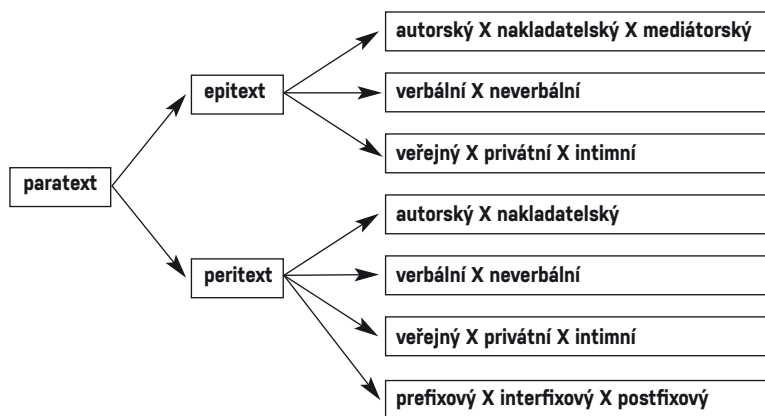 autorský X nakladatelský X mediátorský
epitext
verbální X neverbální
veřejný X privátní X intimní
paratext
autorský X nakladatelský
peritext
verbální X neverbální
veřejný X privátní X intimní
prefixový X interfixový X postfixový